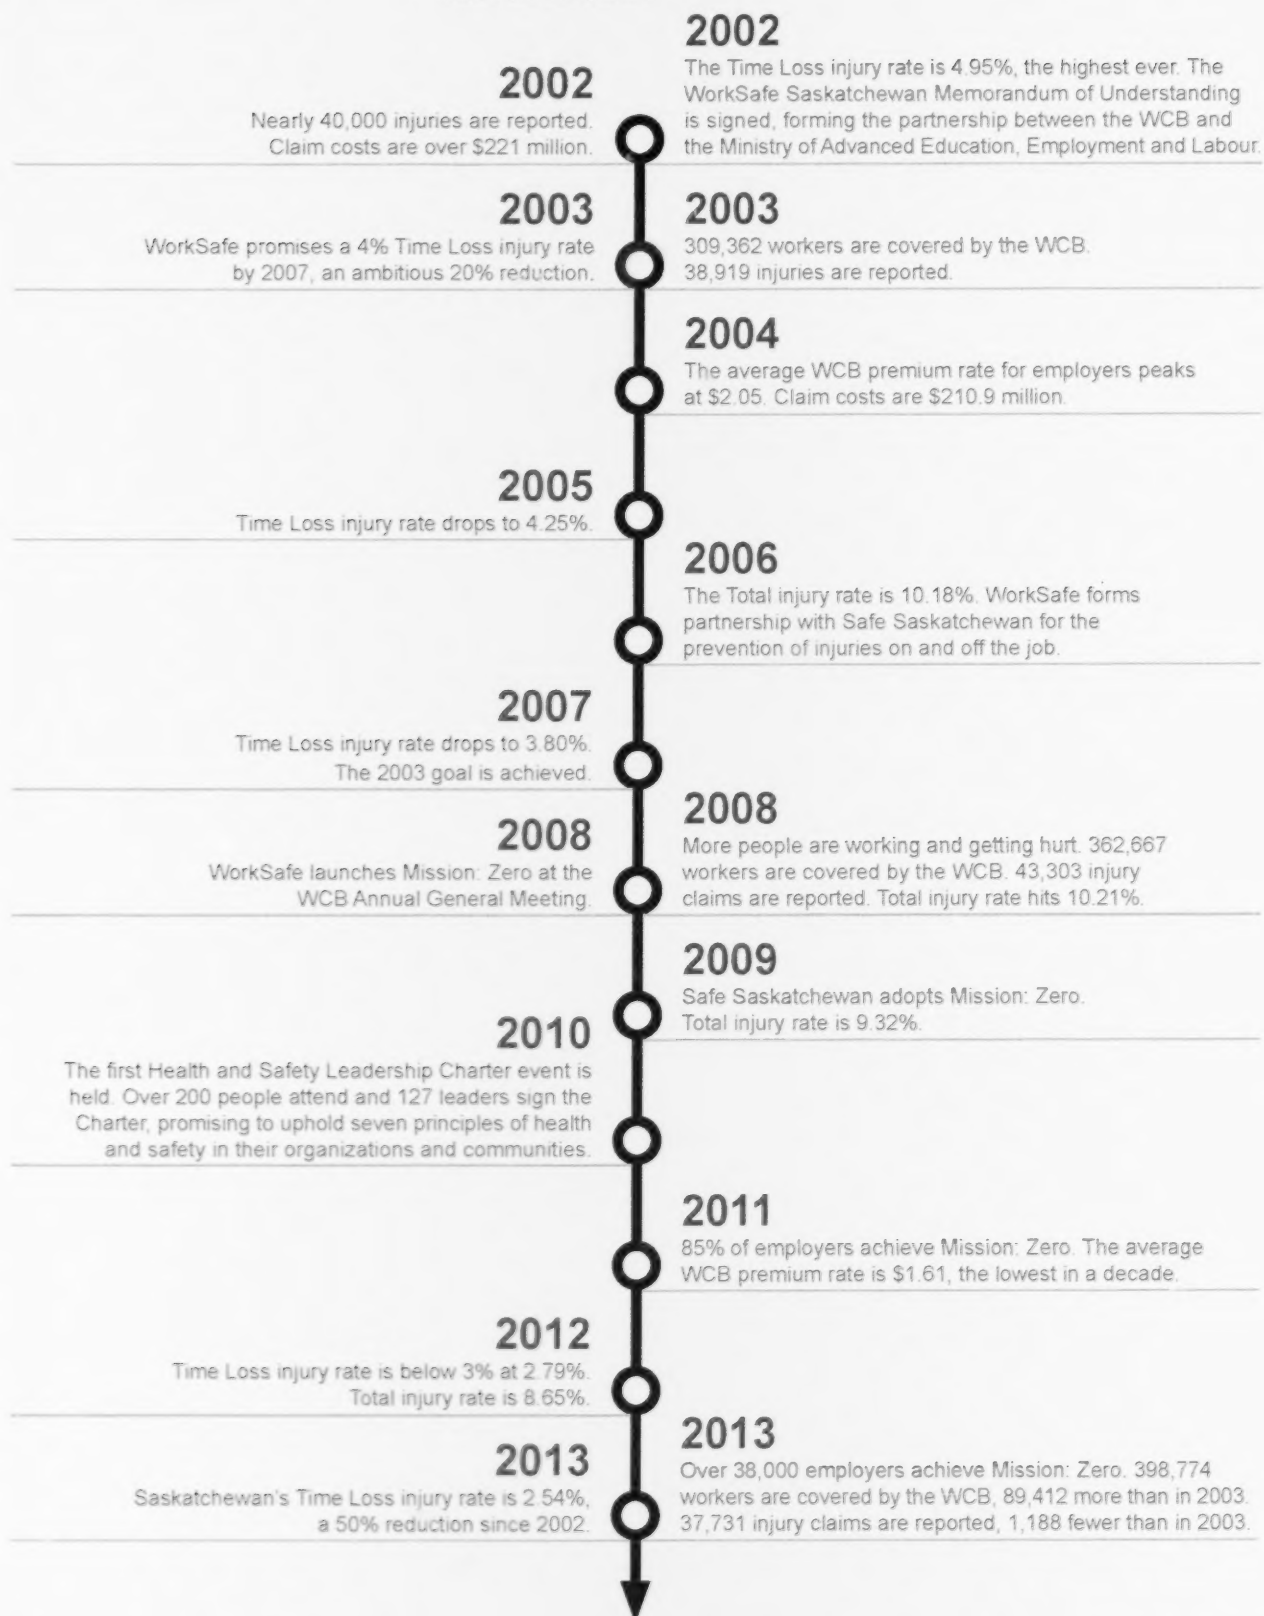 2002
Nearly 40,000 injuries are reported.
Claim costs are over $221 million.
2002
The Time Loss injury rate is 4.95%, the highest ever. The
WorkSafe Saskatchewan Memorandum of Understanding
is signed, forming the partnership between the WCB and
the Ministry of Advanced Education, Employment and Labour.
2003
WorkSafe promises a 4% Time Loss injury rate
by 2007, an ambitious 20% reduction.
2003
309,362 workers are covered by the WCB.
38,919 injuries are reported.
2004
The average WCB premium rate for employers peaks
at $2.05. Claim costs are $210.9 million.
2005
Time Loss injury rate drops to 4.25%.
2006
The Total injury rate is 10.18%. WorkSafe forms
partnership with Safe Saskatchewan for the
prevention of injuries on and off the job.
2007
Time Loss injury rate drops to 3.80%.
The 2003 goal is achieved.
2008
WorkSafe launches Mission: Zero at the
WCB Annual General Meeting.
2008
More people are working and getting hurt. 362,667
workers are covered by the WCB. 43,303 injury
claims are reported. Total injury rate hits 10.21%.
2009
Safe Saskatchewan adopts Mission: Zero.
Total injury rate is 9.32%.
2010
The first Health and Safety Leadership Charter event is
held. Over 200 people attend and 127 leaders sign the
Charter, promising to uphold seven principles of health
and safety in their organizations and communities.
2011
85% of employers achieve Mission: Zero. The average
WCB premium rate is $1.61, the lowest in a decade.
2012
Time Loss injury rate is below 3% at 2.79%.
Total injury rate is 8.65%.
2013
Saskatchewan's Time Loss injury rate is 2.54%,
a 50% reduction since 2002.
2013
Over 38,000 employers achieve Mission: Zero. 398,774
workers are covered by the WCB, 89,412 more than in 2003.
37,731 injury claims are reported, 1,188 fewer than in 2003.